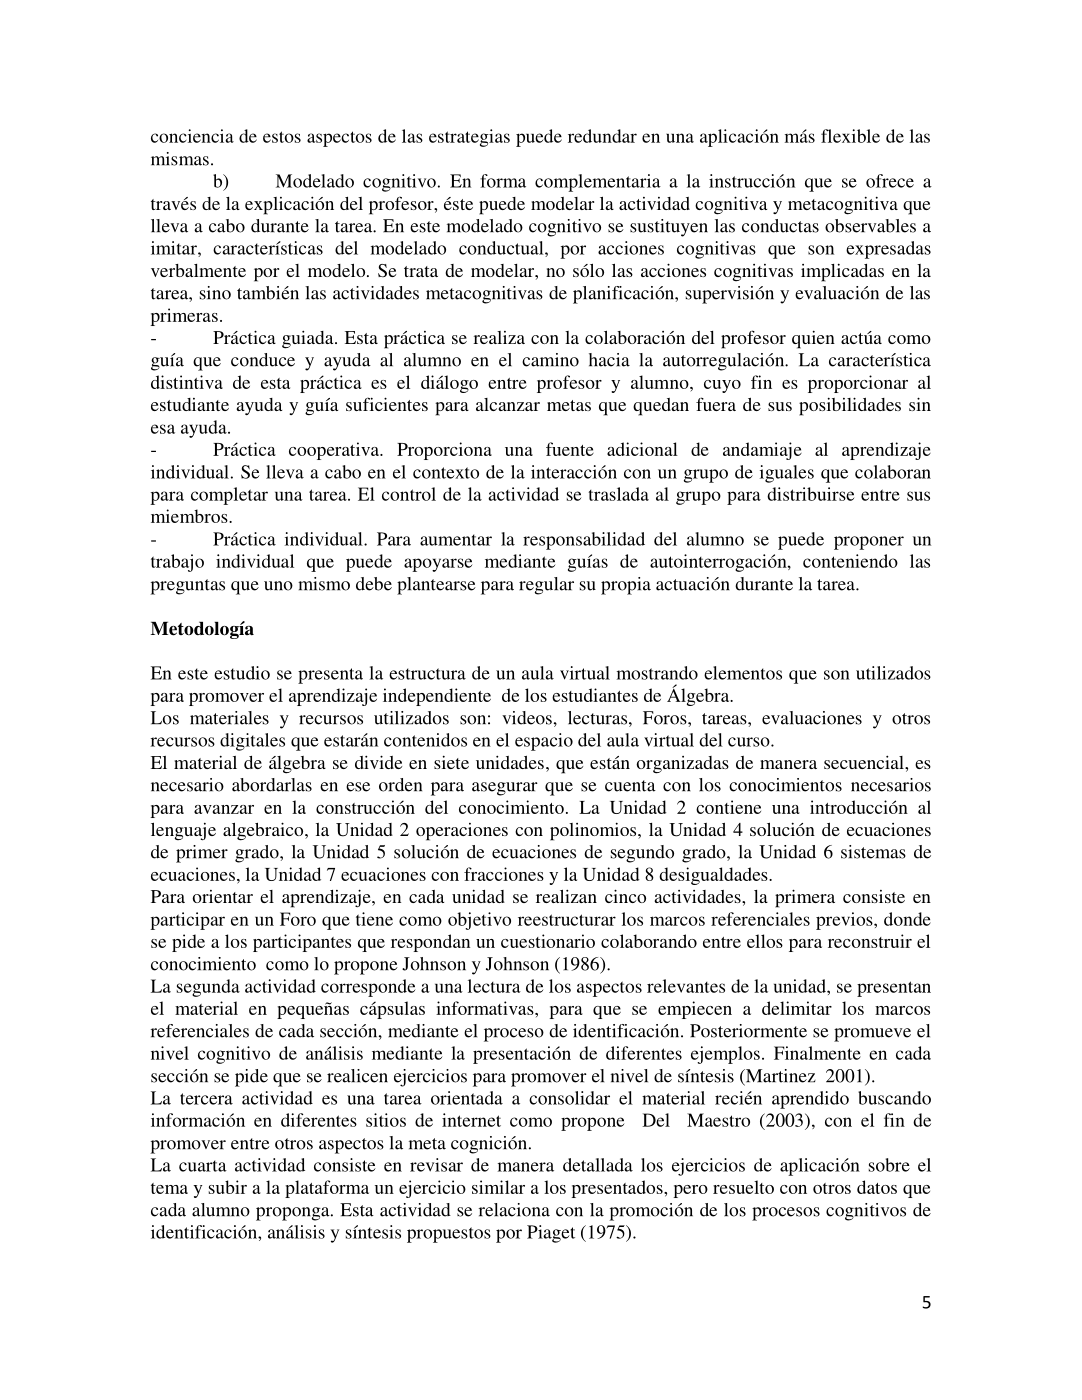 conciencia de estos aspectos de las estrategias puede redundar en una aplicación más flexible de las
mismas.
b) Modelado cognitivo. En forma complementaria a la instrucción que se ofrece a
través de la explicación del profesor, éste puede modelar la actividad cognitiva y metacognitiva que
lleva a cabo durante la tarea. En este modelado cognitivo se sustituyen las conductas observables a
imitar, características del modelado conductual, por acciones cognitivas que son expresadas
verbalmente por el modelo. Se trata de modelar, no sólo las acciones cognitivas implicadas en la
tarea, sino también las actividades metacognitivas de planificación, supervisión y evaluación de las
primeras.
- Práctica guiada. Esta práctica se realiza con la colaboración del profesor quien actúa como
guía que conduce y ayuda al alumno en el camino hacia la autorregulación. La característica
distintiva de esta práctica es el diálogo entre profesor y alumno, cuyo fin es proporcionar al
estudiante ayuda y guía suficientes para alcanzar metas que quedan fuera de sus posibilidades sin
esa ayuda.
- Práctica cooperativa. Proporciona una fuente adicional de andamiaje al aprendizaje
individual. Se lleva a cabo en el contexto de la interacción con un grupo de iguales que colaboran
para completar una tarea. El control de la actividad se traslada al grupo para distribuirse entre sus
miembros.
- Práctica individual. Para aumentar la responsabilidad del alumno se puede proponer un
trabajo individual que puede apoyarse mediante guías de autointerrogación, conteniendo las
preguntas que uno mismo debe plantearse para regular su propia actuación durante la tarea.
Metodología
En este estudio se presenta la estructura de un aula virtual mostrando elementos que son utilizados
para promover el aprendizaje independiente de los estudiantes de Álgebra.
Los materiales y recursos utilizados son: videos, lecturas, Foros, tareas, evaluaciones y otros
recursos digitales que estarán contenidos en el espacio del aula virtual del curso.
El material de álgebra se divide en siete unidades, que están organizadas de manera secuencial, es
necesario abordarlas en ese orden para asegurar que se cuenta con los conocimientos necesarios
para avanzar en la construcción del conocimiento. La Unidad 2 contiene una introducción al
lenguaje algebraico, la Unidad 2 operaciones con polinomios, la Unidad 4 solución de ecuaciones
de primer grado, la Unidad 5 solución de ecuaciones de segundo grado, la Unidad 6 sistemas de
ecuaciones, la Unidad 7 ecuaciones con fracciones y la Unidad 8 desigualdades.
Para orientar el aprendizaje, en cada unidad se realizan cinco actividades, la primera consiste en
participar en un Foro que tiene como objetivo reestructurar los marcos referenciales previos, donde
se pide a los participantes que respondan un cuestionario colaborando entre ellos para reconstruir el
conocimiento como lo propone Johnson y Johnson (1986).
La segunda actividad corresponde a una lectura de los aspectos relevantes de la unidad, se presentan
el material en pequeñas cápsulas informativas, para que se empiecen a delimitar los marcos
referenciales de cada sección, mediante el proceso de identificación. Posteriormente se promueve el
nivel cognitivo de análisis mediante la presentación de diferentes ejemplos. Finalmente en cada
sección se pide que se realicen ejercicios para promover el nivel de síntesis (Martinez 2001).
La tercera actividad es una tarea orientada a consolidar el material recién aprendido buscando
información en diferentes sitios de internet como propone Del Maestro (2003), con el fin de
promover entre otros aspectos la meta cognición.
La cuarta actividad consiste en revisar de manera detallada los ejercicios de aplicación sobre el
tema y subir a la plataforma un ejercicio similar a los presentados, pero resuelto con otros datos que
cada alumno proponga. Esta actividad se relaciona con la promoción de los procesos cognitivos de
identificación, análisis y síntesis propuestos por Piaget (1975).
5